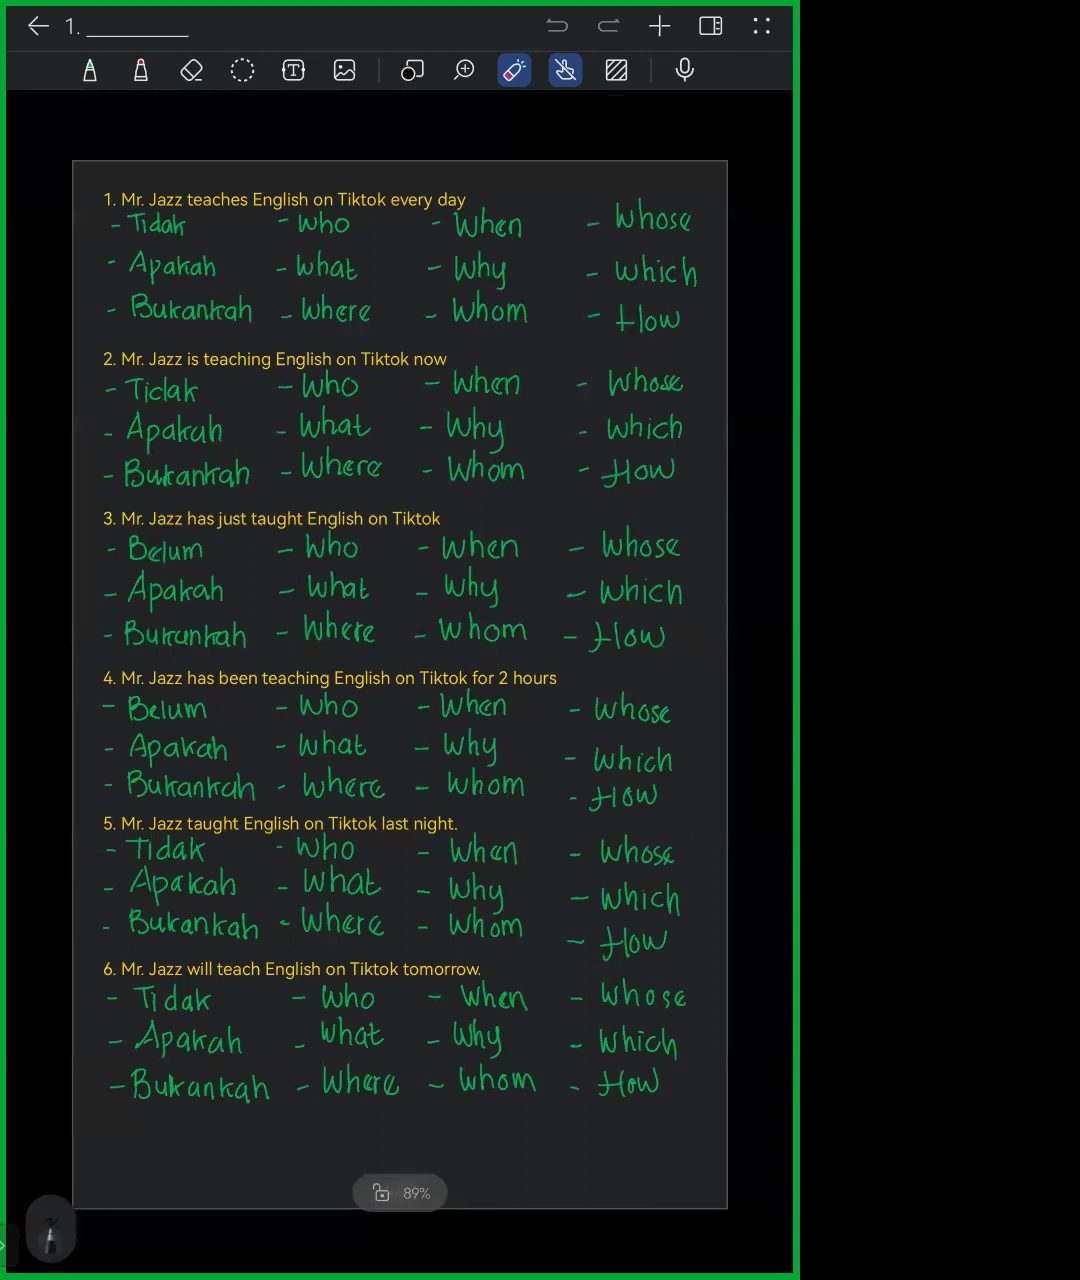 1. __________
1. Mr. Jazz teaches English on Tiktok every day
- Tidak - Who - When - Whose
- Apakah - What - Why - Which
- Bukankah - Where - Whom - How
2. Mr. Jazz is teaching English on Tiktok now
- Tidak - Who - When - Whose
- Apakah - What - Why - Which
- Bukankah - Where - Whom - How
3. Mr. Jazz has just taught English on Tiktok
- Belum - Who - When - Whose
- Apakah - What - Why - Which
- Bukankah - Where - Whom - How
4. Mr. Jazz has been teaching English on Tiktok for 2 hours
- Belum - Who - When - Whose
- Apakah - What - Why - Which
- Bukankah - Where - Whom - How
5. Mr. Jazz taught English on Tiktok last night.
- Tidak - Who - When - Whose
- Apakah - What - Why - Which
- Bukankah - Where - Whom - How
6. Mr. Jazz will teach English on Tiktok tomorrow.
- Tidak - Who - When - Whose
- Apakah - What - Why - Which
- Bukankah - Where - Whom - How
89%